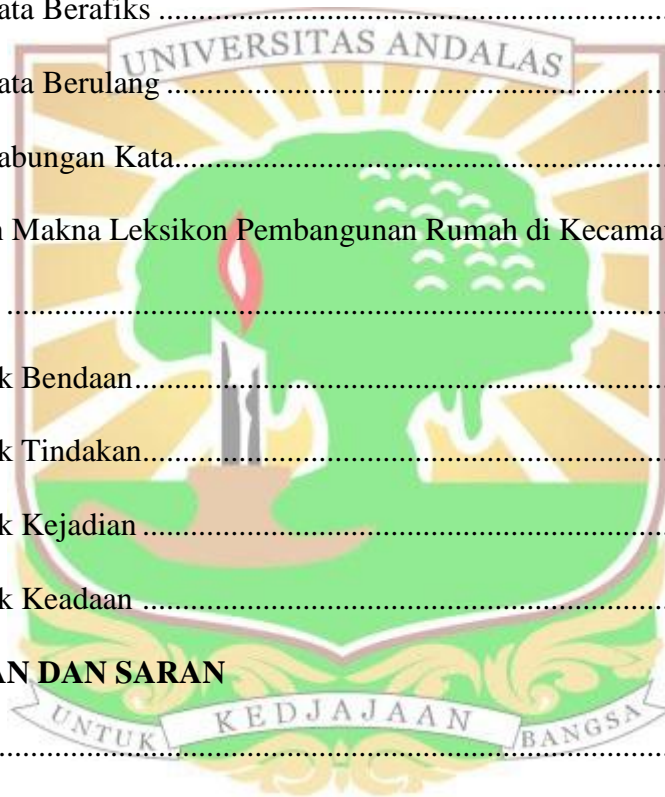 ata Berafiks ........................................................
UNIVERSITAS ANDALAS
ata Berulang .......................................................
abungan Kata......................................................
n Makna Leksikon Pembangunan Rumah di Kecama
........................................................................
k Bendaan...........................................................
k Tindakan..........................................................
k Kejadian ..........................................................
k Keadaan ..........................................................
AN DAN SARAN
UNTUK KEDJAJAAN BANGSA
........................................................................